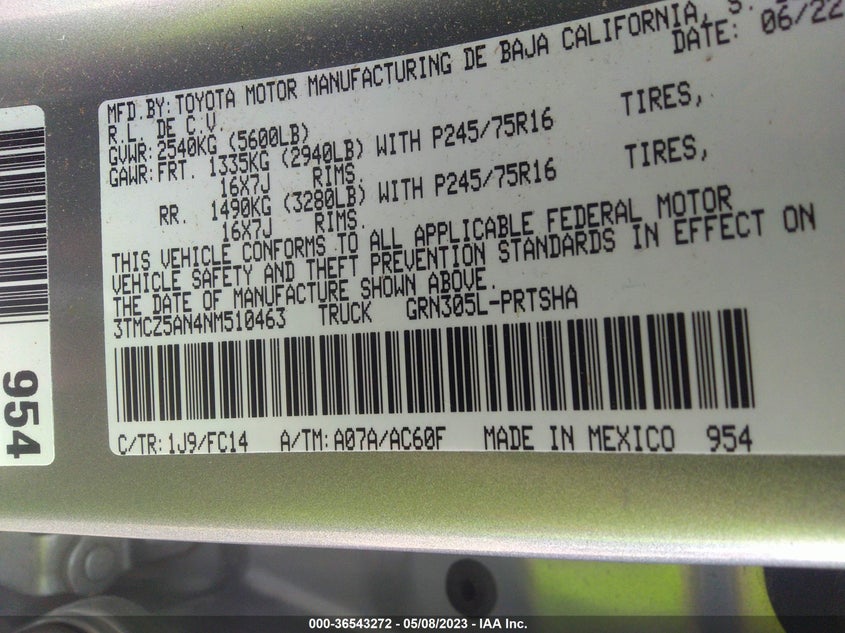 MFD.BY:TOYOTA MOTOR MANUFACTURING DE BAJA CALIFORNIA, S.
R.L. DE C.V. DATE: 06/22
GVWR:2540KG (5600LB)
GAWR:FRT. 1335KG (2940LB) WITH P245/75R16 TIRES,
16X7J RIMS.
RR. 1490KG (3280LB) WITH P245/75R16 TIRES,
16X7J RIMS.
THIS VEHICLE CONFORMS TO ALL APPLICABLE FEDERAL MOTOR
VEHICLE SAFETY AND THEFT PREVENTION STANDARDS IN EFFECT ON
THE DATE OF MANUFACTURE SHOWN ABOVE.
3TMCZ5AN4NM510463 TRUCK GRN305L-PRTSHA
C/TR:1J9/FC14 A/TM:A07A/AC60F MADE IN MEXICO 954
954
000-36543272 - 05/08/2023 - IAA Inc.